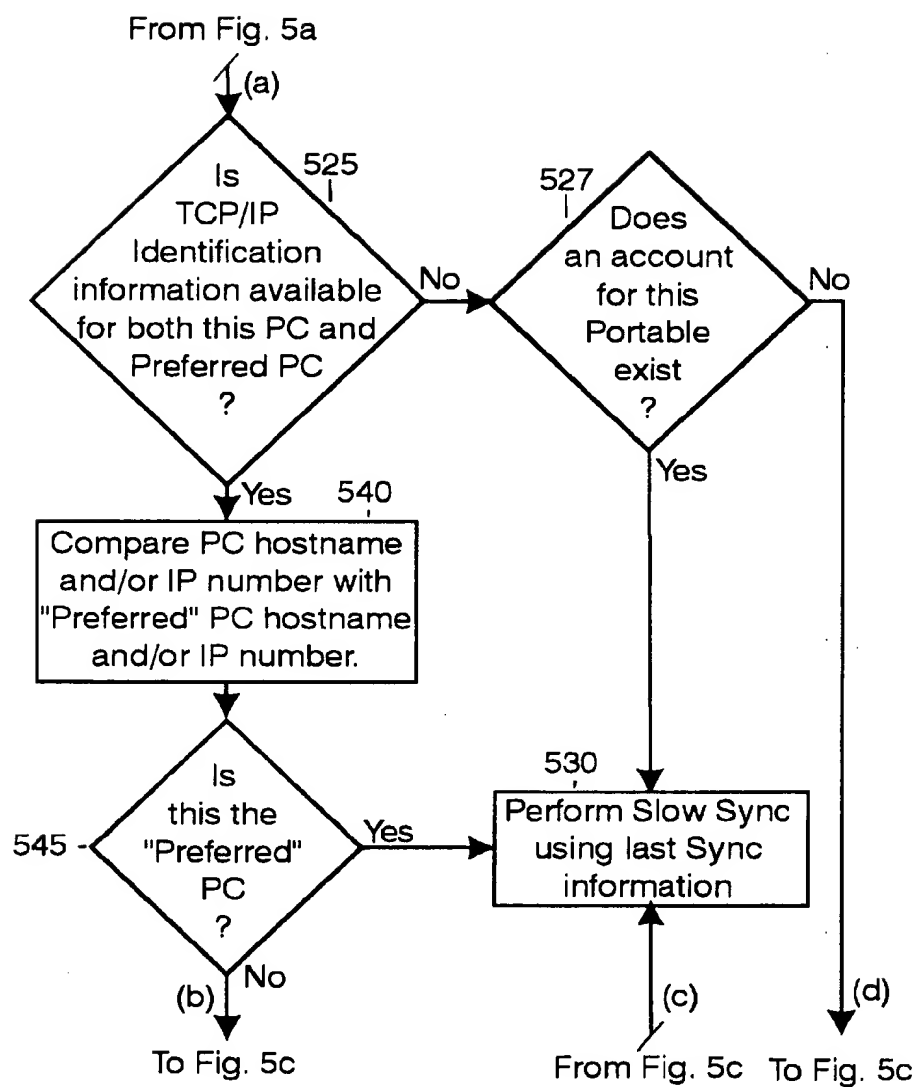 From Fig. 5a
(a)
525
Is
TCP/IP
Identification
information available
for both this PC and
Preferred PC
?
No
527
Does
an account
for this
Portable
exist
?
No
Yes
Yes
540
Compare PC hostname
and/or IP number with
"Preferred" PC hostname
and/or IP number.
545
Is
this the
"Preferred"
PC
?
Yes
530
Perform Slow Sync
using last Sync
information
No
(b)
(c)
(d)
To Fig. 5c
From Fig. 5c
To Fig. 5c